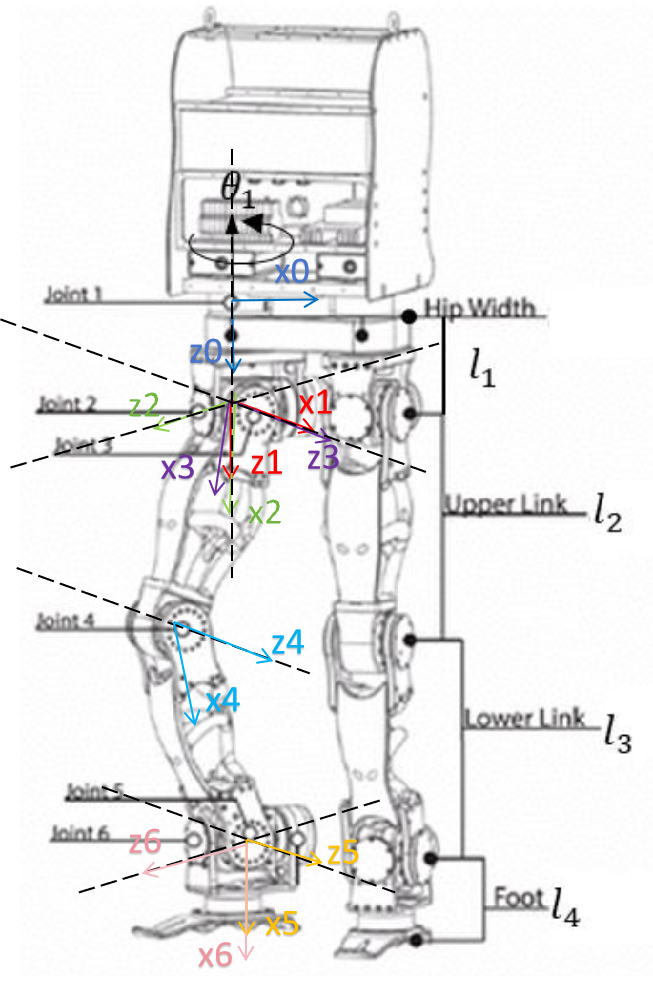 θ₁
x0
Joint 1
Hip Width
z0
l₁
Joint 2
z2
x1
Joint 3
z3
x3
z1
x2
Upper Link
l₂
Joint 4
z4
x4
Lower Link
l₃
Joint 5
Joint 6
z6
z5
Foot
l₄
x5
x6